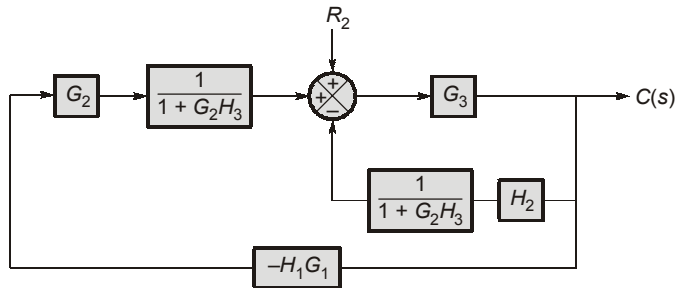 R₂
G₂
1
1 + G₂H₃
+
+
−
G₃
C(s)
1
1 + G₂H₃
H₂
–H₁G₁